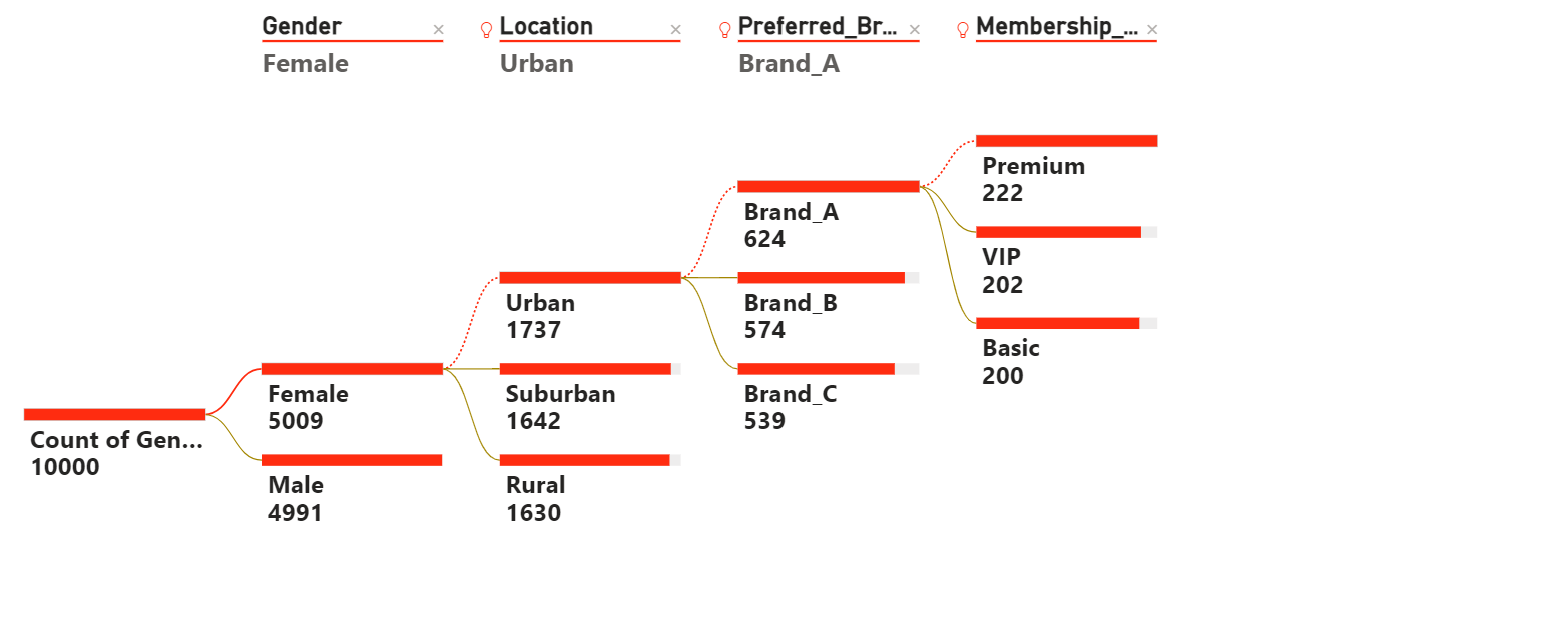 Gender
Location
Preferred_Br...
Membership_...
Female
Urban
Brand_A
Premium
222
Brand_A
624
VIP
202
Urban
1737
Brand_B
574
Basic
200
Female
5009
Suburban
1642
Brand_C
539
Count of Gen...
10000
Male
4991
Rural
1630